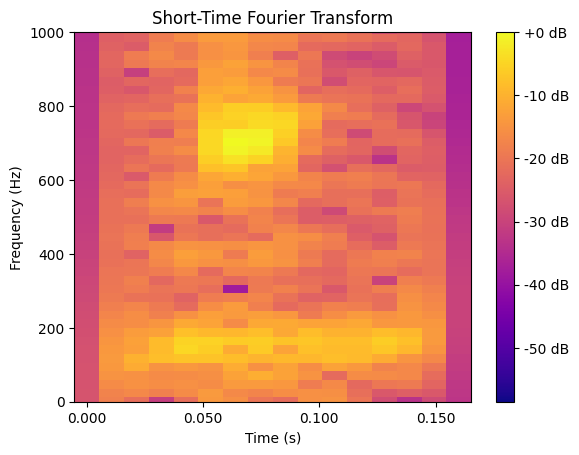 Short-Time Fourier Transform
1000
800
600
400
200
0
Frequency (Hz)
0.000
0.050
0.100
0.150
Time (s)
+0 dB
-10 dB
-20 dB
-30 dB
-40 dB
-50 dB